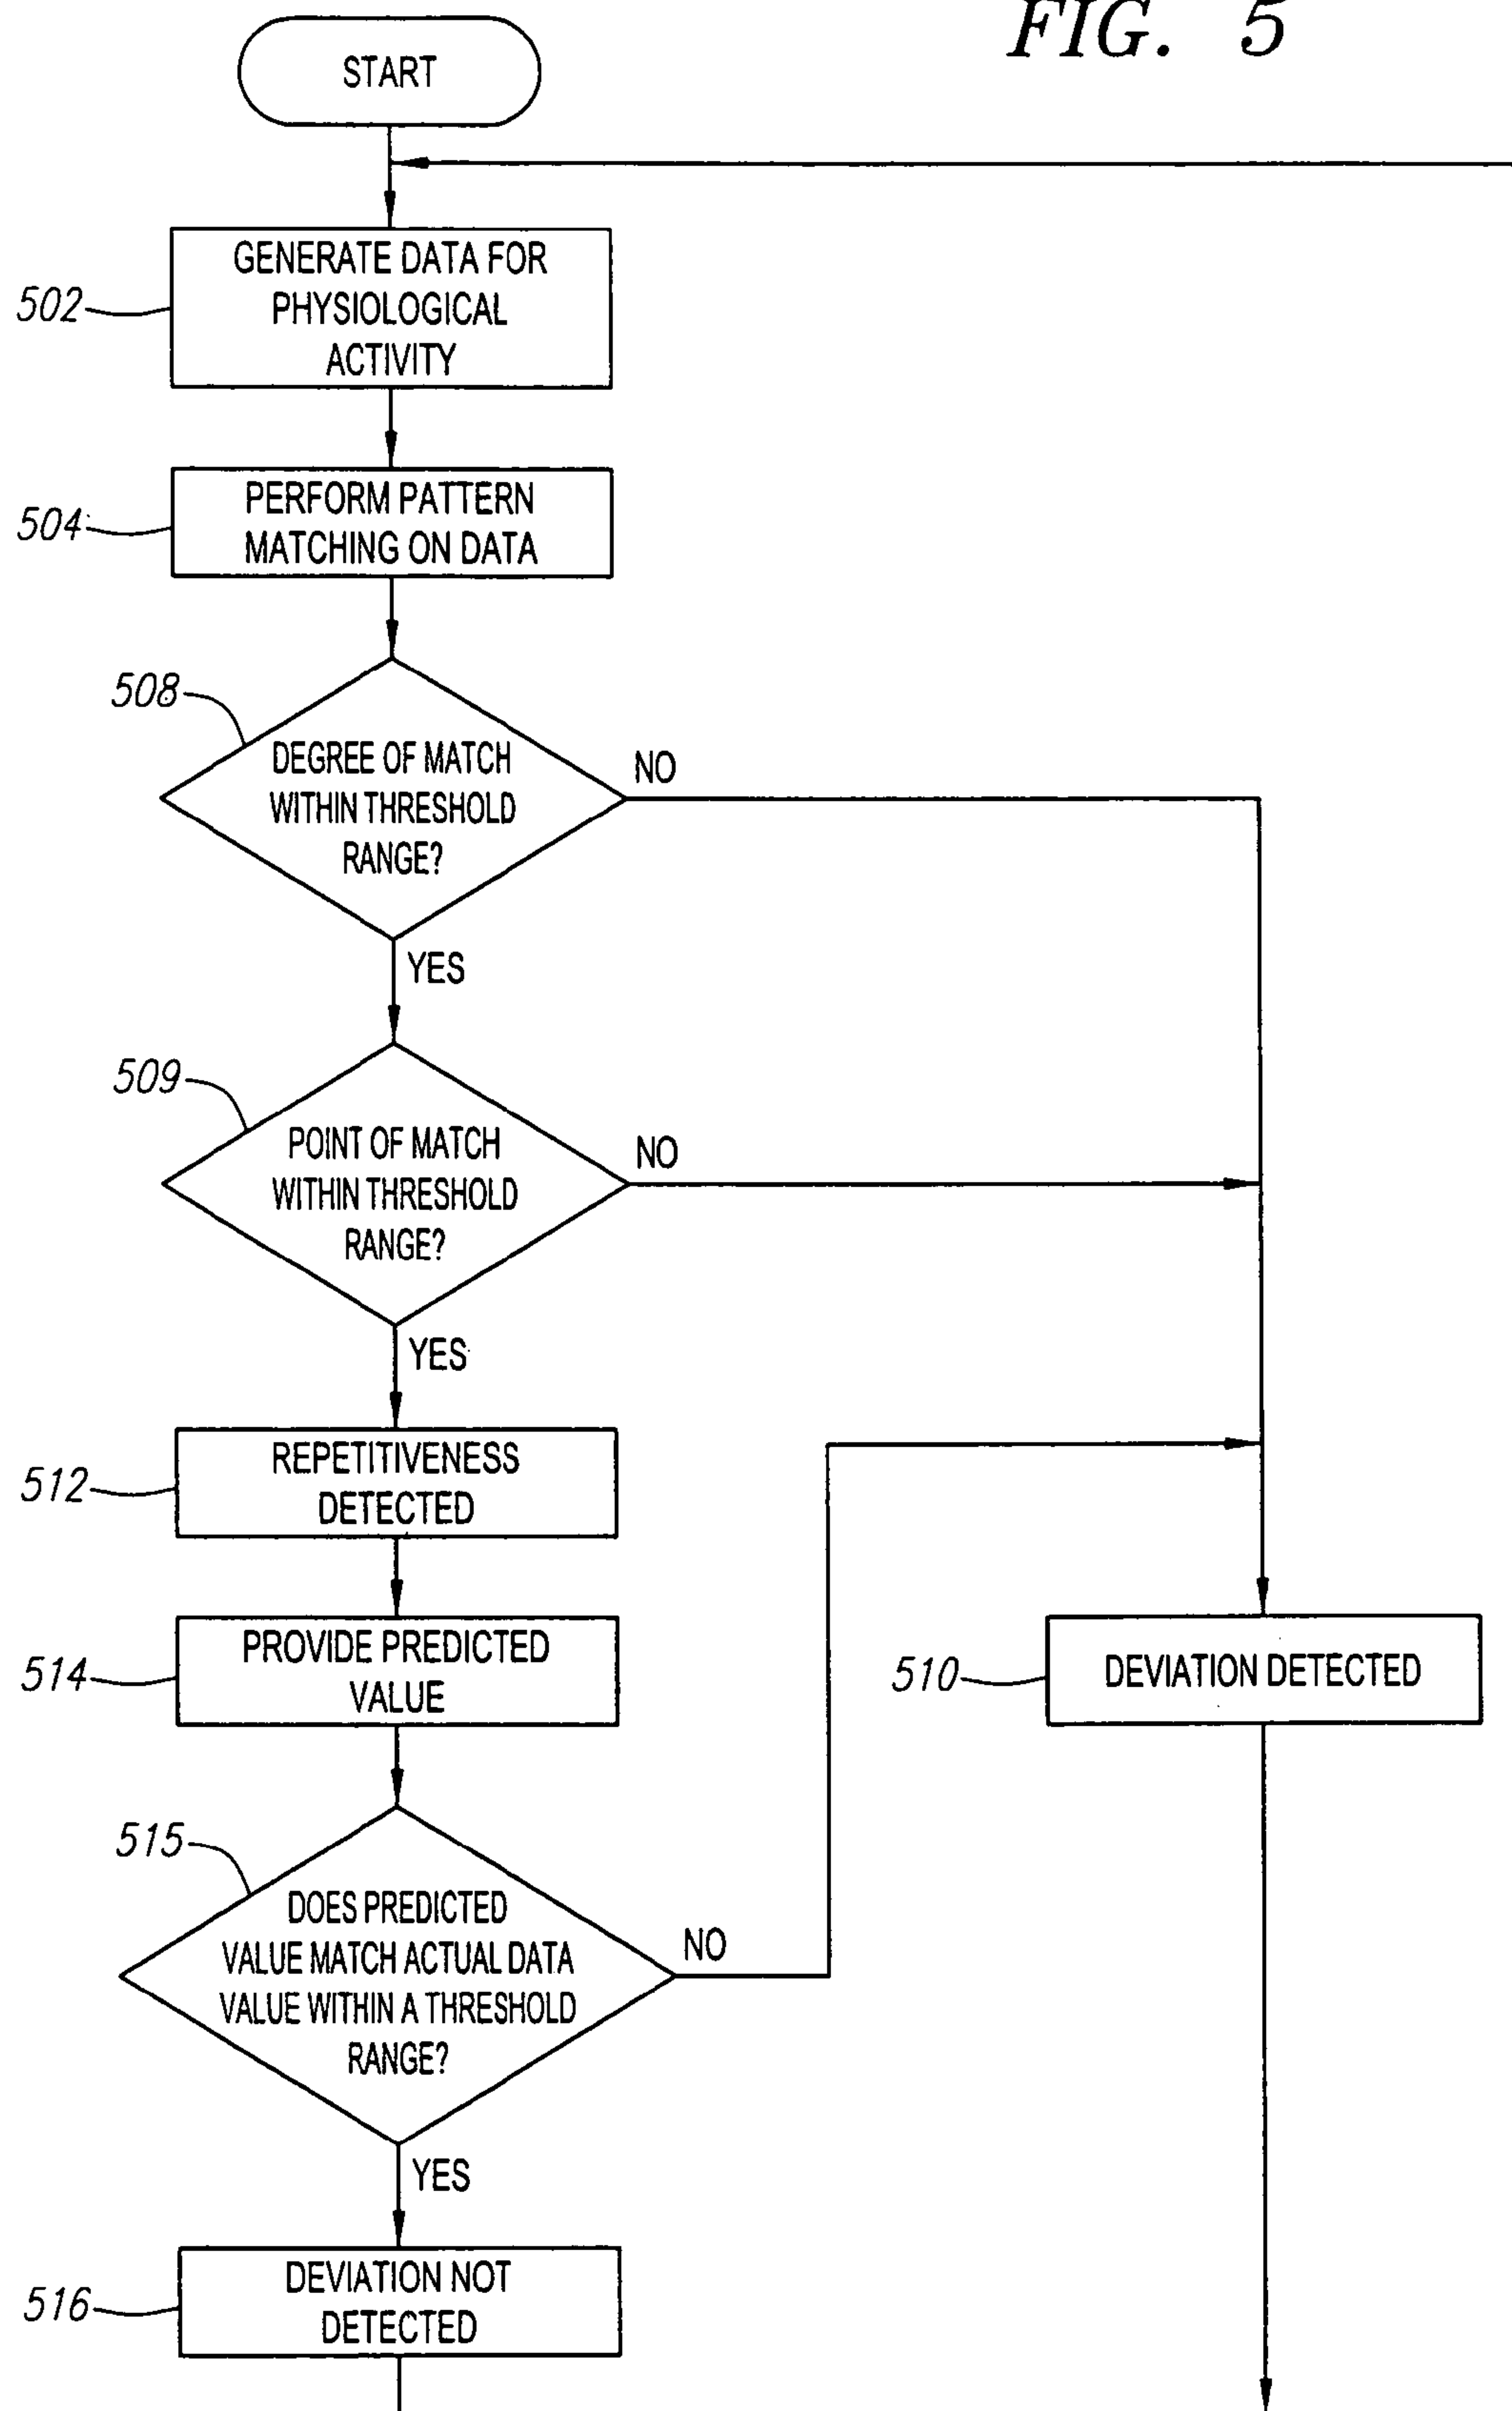 FIG. 5
START
502
GENERATE DATA FOR
PHYSIOLOGICAL
ACTIVITY
504
PERFORM PATTERN
MATCHING ON DATA
508
DEGREE OF MATCH
WITHIN THRESHOLD
RANGE?
NO
YES
509
POINT OF MATCH
WITHIN THRESHOLD
RANGE?
NO
YES
512
REPETITIVENESS
DETECTED
514
PROVIDE PREDICTED
VALUE
510
DEVIATION DETECTED
515
DOES PREDICTED
VALUE MATCH ACTUAL DATA
VALUE WITHIN A THRESHOLD
RANGE?
NO
YES
516
DEVIATION NOT
DETECTED